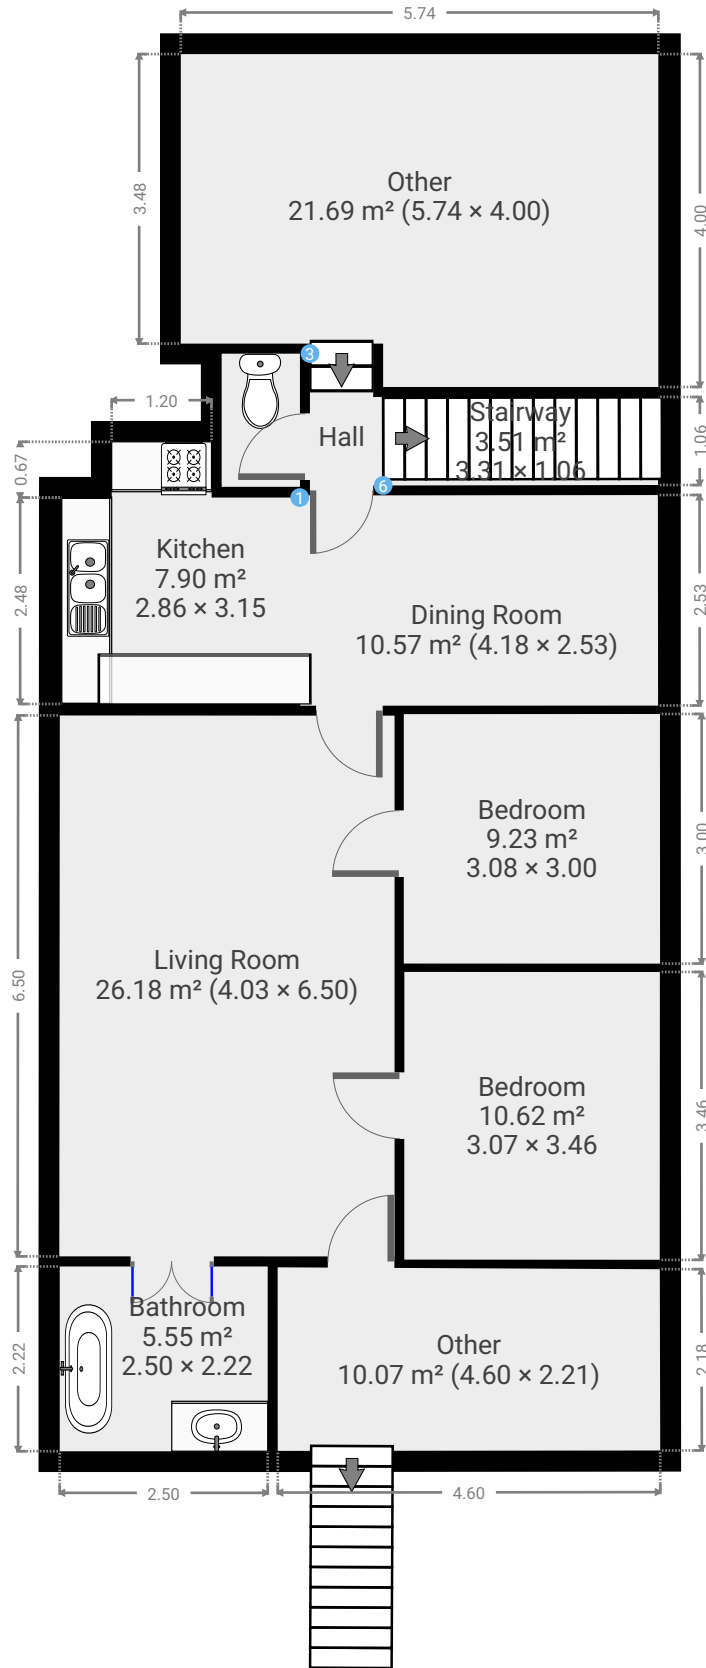 5.74
3.48
Other
21.69 m² (5.74 × 4.00)
4.00
3
1.20
Hall
Stairway
3.51 m²
3.31 × 1.06
1.06
0.67
1
6
Kitchen
7.90 m²
2.86 × 3.15
2.48
Dining Room
10.57 m² (4.18 × 2.53)
2.53
Bedroom
9.23 m²
3.08 × 3.00
3.00
Living Room
26.18 m² (4.03 × 6.50)
6.50
Bedroom
10.62 m²
3.07 × 3.46
3.46
Bathroom
5.55 m²
2.50 × 2.22
2.22
Other
10.07 m² (4.60 × 2.21)
2.18
2.50
4.60